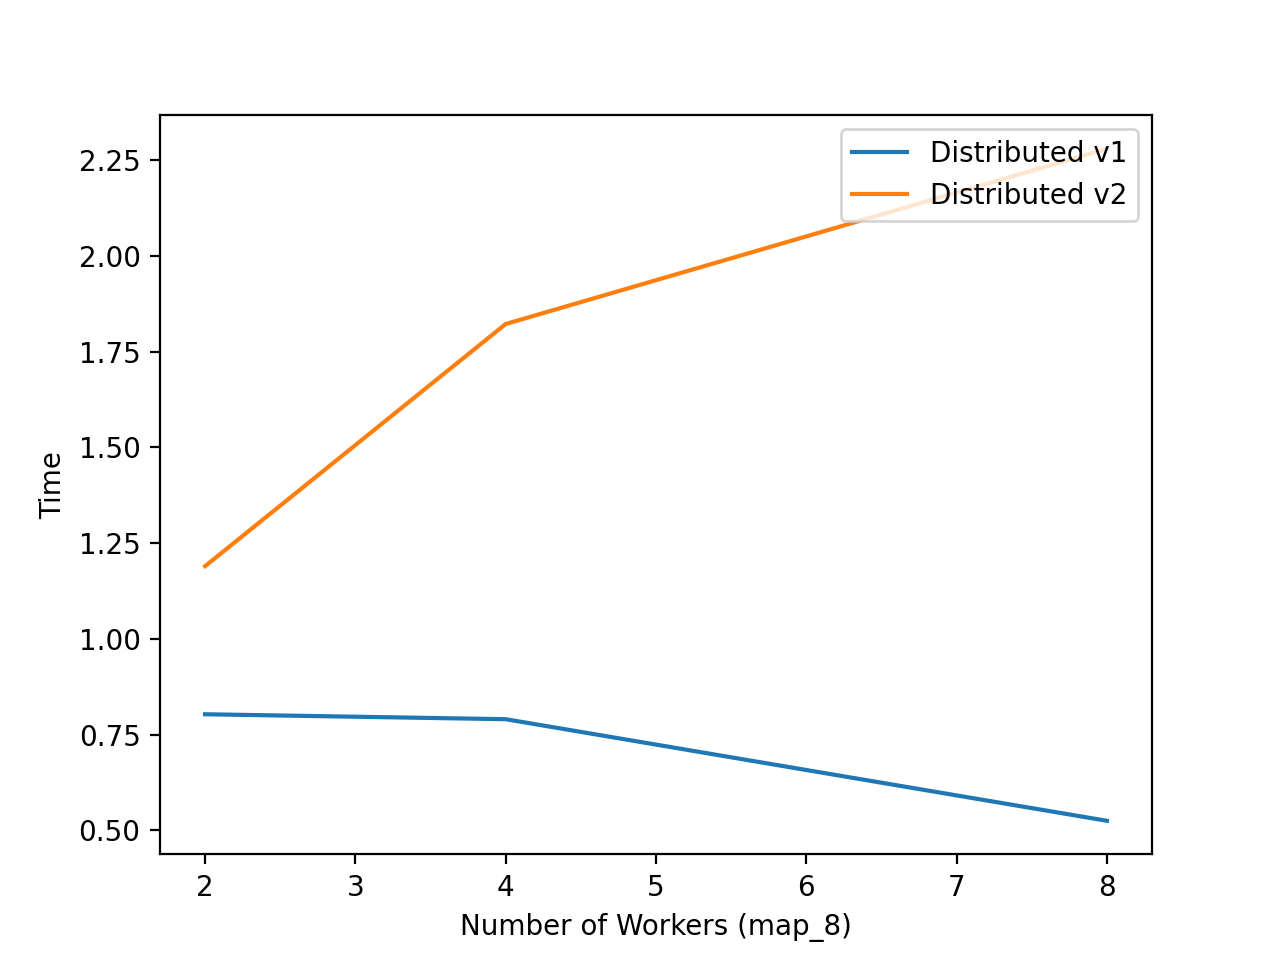 Distributed v1
Distributed v2
2.25
2.00
1.75
1.50
1.25
1.00
0.75
0.50
Time
2 3 4 5 6 7 8
Number of Workers (map_8)